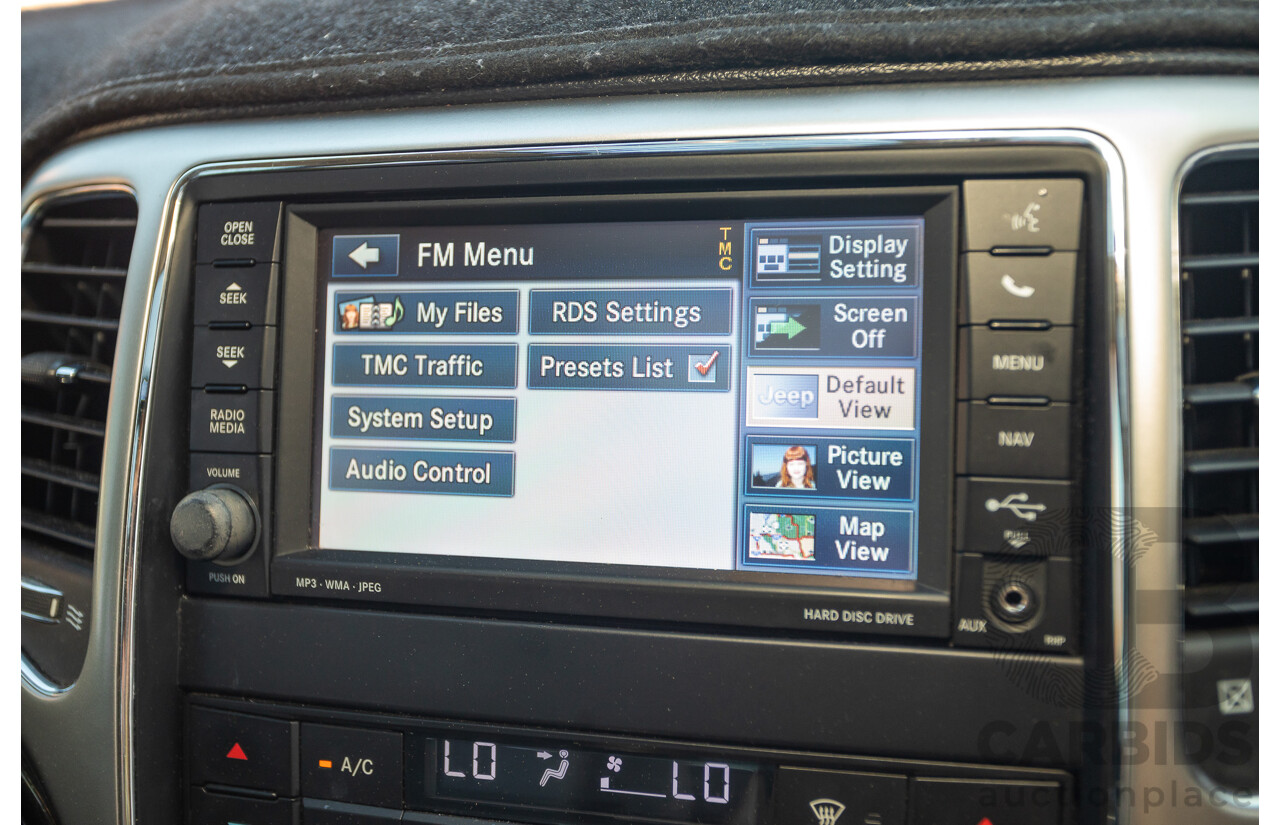 OPEN
CLOSE
SEEK
SEEK
RADIO
MEDIA
VOLUME
PUSH ON
FM Menu
TMC
My Files
RDS Settings
TMC Traffic
Presets List
System Setup
Audio Control
Display
Setting
Screen
Off
Jeep
Default
View
Picture
View
Map
View
MENU
NAV
PULL
AUX
RHP
MP3 · WMA · JPEG
HARD DISC DRIVE
A/C
LO
LO
CARBIDS
auctionplace